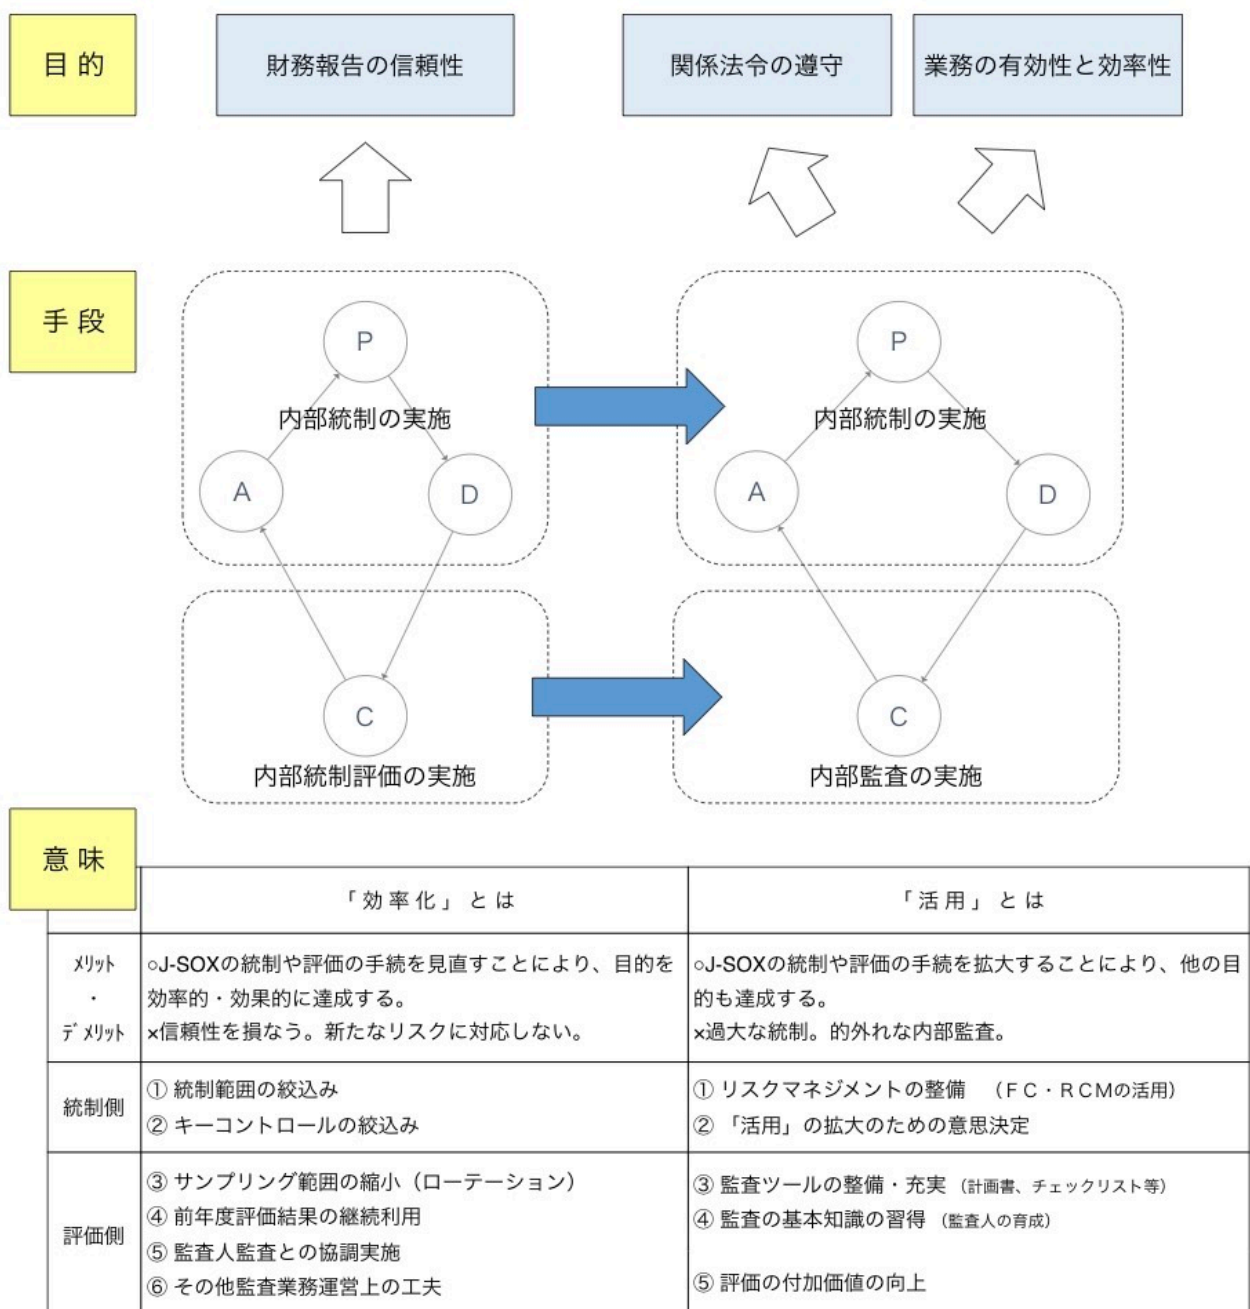 目的
財務報告の信頼性
関係法令の遵守
業務の有効性と効率性
手段
P
内部統制の実施
A
D
C
内部統制評価の実施
P
内部統制の実施
A
D
C
内部監査の実施
意味
「効率化」とは
「活用」とは
ﾒﾘｯﾄ
・
ﾃﾞﾒﾘｯﾄ
○J-SOXの統制や評価の手続を見直すことにより、目的を
効率的・効果的に達成する。
×信頼性を損なう。新たなリスクに対応しない。
○J-SOXの統制や評価の手続を拡大することにより、他の目
的も達成する。
×過大な統制。的外れな内部監査。
統制側
① 統制範囲の絞込み
② キーコントロールの絞込み
① リスクマネジメントの整備　（ＦＣ・ＲＣＭの活用）
② 「活用」の拡大のための意思決定
評価側
③ サンプリング範囲の縮小（ローテーション）
④ 前年度評価結果の継続利用
⑤ 監査人監査との協調実施
⑥ その他監査業務運営上の工夫
③ 監査ツールの整備・充実 （計画書、チェックリスト等）
④ 監査の基本知識の習得 （監査人の育成）
⑤ 評価の付加価値の向上